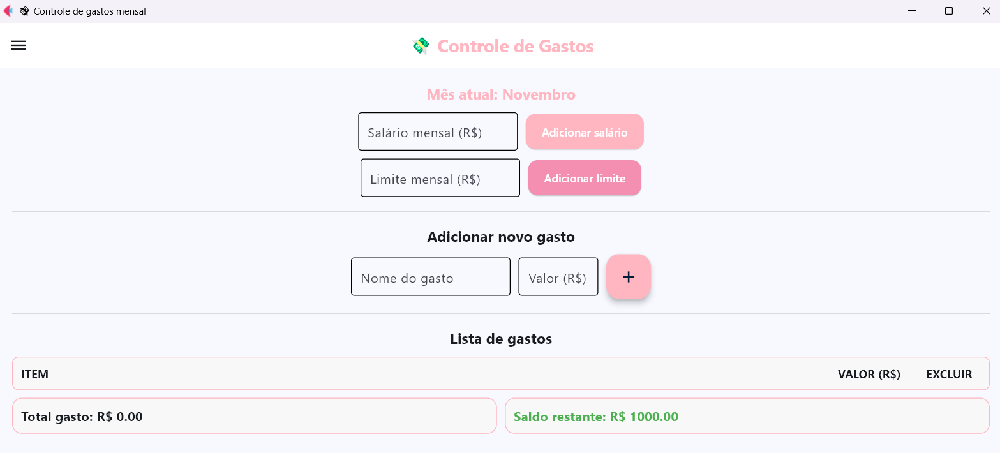 Controle de gastos mensal
💸 Controle de Gastos
Mês atual: Novembro
Salário mensal (R$) Adicionar salário
Limite mensal (R$) Adicionar limite
Adicionar novo gasto
Nome do gasto Valor (R$) +
Lista de gastos
ITEM VALOR (R$) EXCLUIR
Total gasto: R$ 0.00 Saldo restante: R$ 1000.00